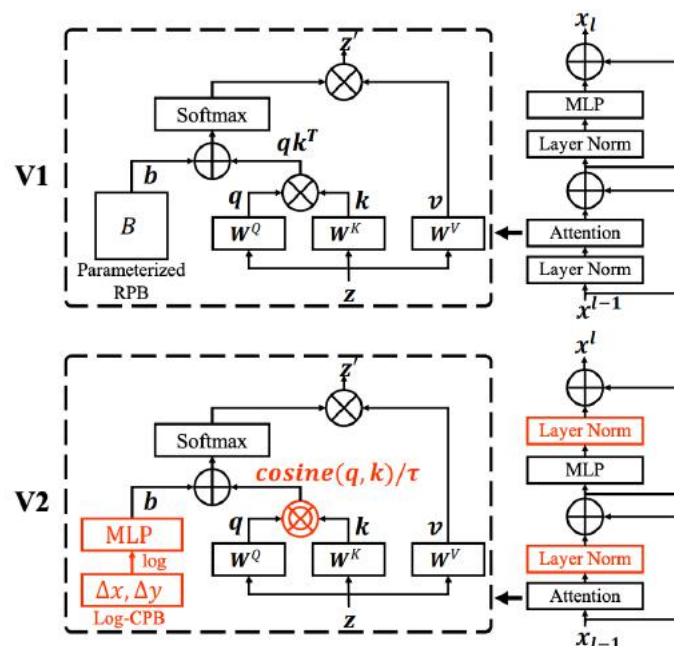 x_l
z′
MLP
Softmax
Layer Norm
qk^T
V1
b
q
k
v
B
W^Q
W^K
W^V
Attention
Parameterized
RPB
z
Layer Norm
x^{l-1}
x^l
z′
Layer Norm
Softmax
MLP
cosine(q, k)/τ
V2
b
q
k
v
MLP
log
W^Q
W^K
W^V
Layer Norm
Δx, Δy
Attention
Log-CPB
z
x_{l-1}